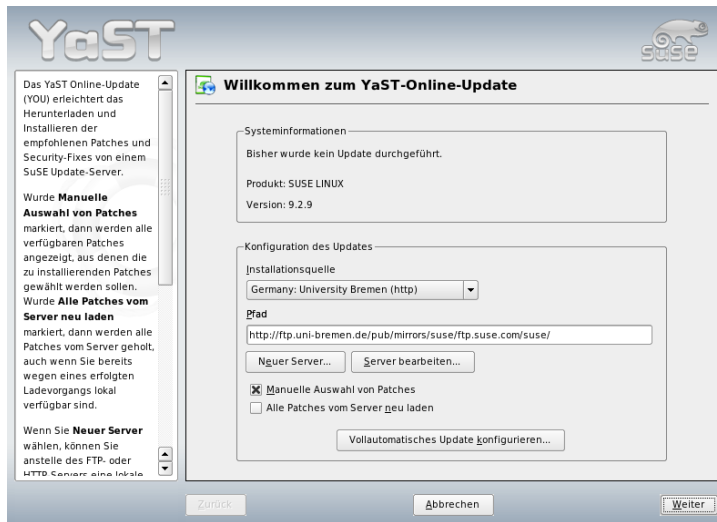 YaST
SUSE
Das YaST Online-Update
(YOU) erleichtert das
Herunterladen und
Installieren der
empfohlenen Patches und
Security-Fixes von einem
SuSE Update-Server.
Wurde Manuelle
Auswahl von Patches
markiert, dann werden alle
verfügbaren Patches
angezeigt, aus denen die
zu installierenden Patches
gewählt werden sollen.
Wurde Alle Patches vom
Server neu laden
markiert, dann werden alle
Patches vom Server geholt,
auch wenn Sie bereits
wegen eines erfolgten
Ladevorgangs lokal
verfügbar sind.
Wenn Sie Neuer Server
wählen, können Sie
anstelle des FTP- oder
HTTP-Servers eine lokale
Willkommen zum YaST-Online-Update
Systeminformationen
Bisher wurde kein Update durchgeführt.
Produkt: SUSE LINUX
Version: 9.2.9
Konfiguration des Updates
Installationsquelle
Germany: University Bremen (http)
Pfad
http://ftp.uni-bremen.de/pub/mirrors/suse/ftp.suse.com/suse/
Neuer Server...
Server bearbeiten...
Manuelle Auswahl von Patches
Alle Patches vom Server neu laden
Vollautomatisches Update konfigurieren...
Zurück
Abbrechen
Weiter